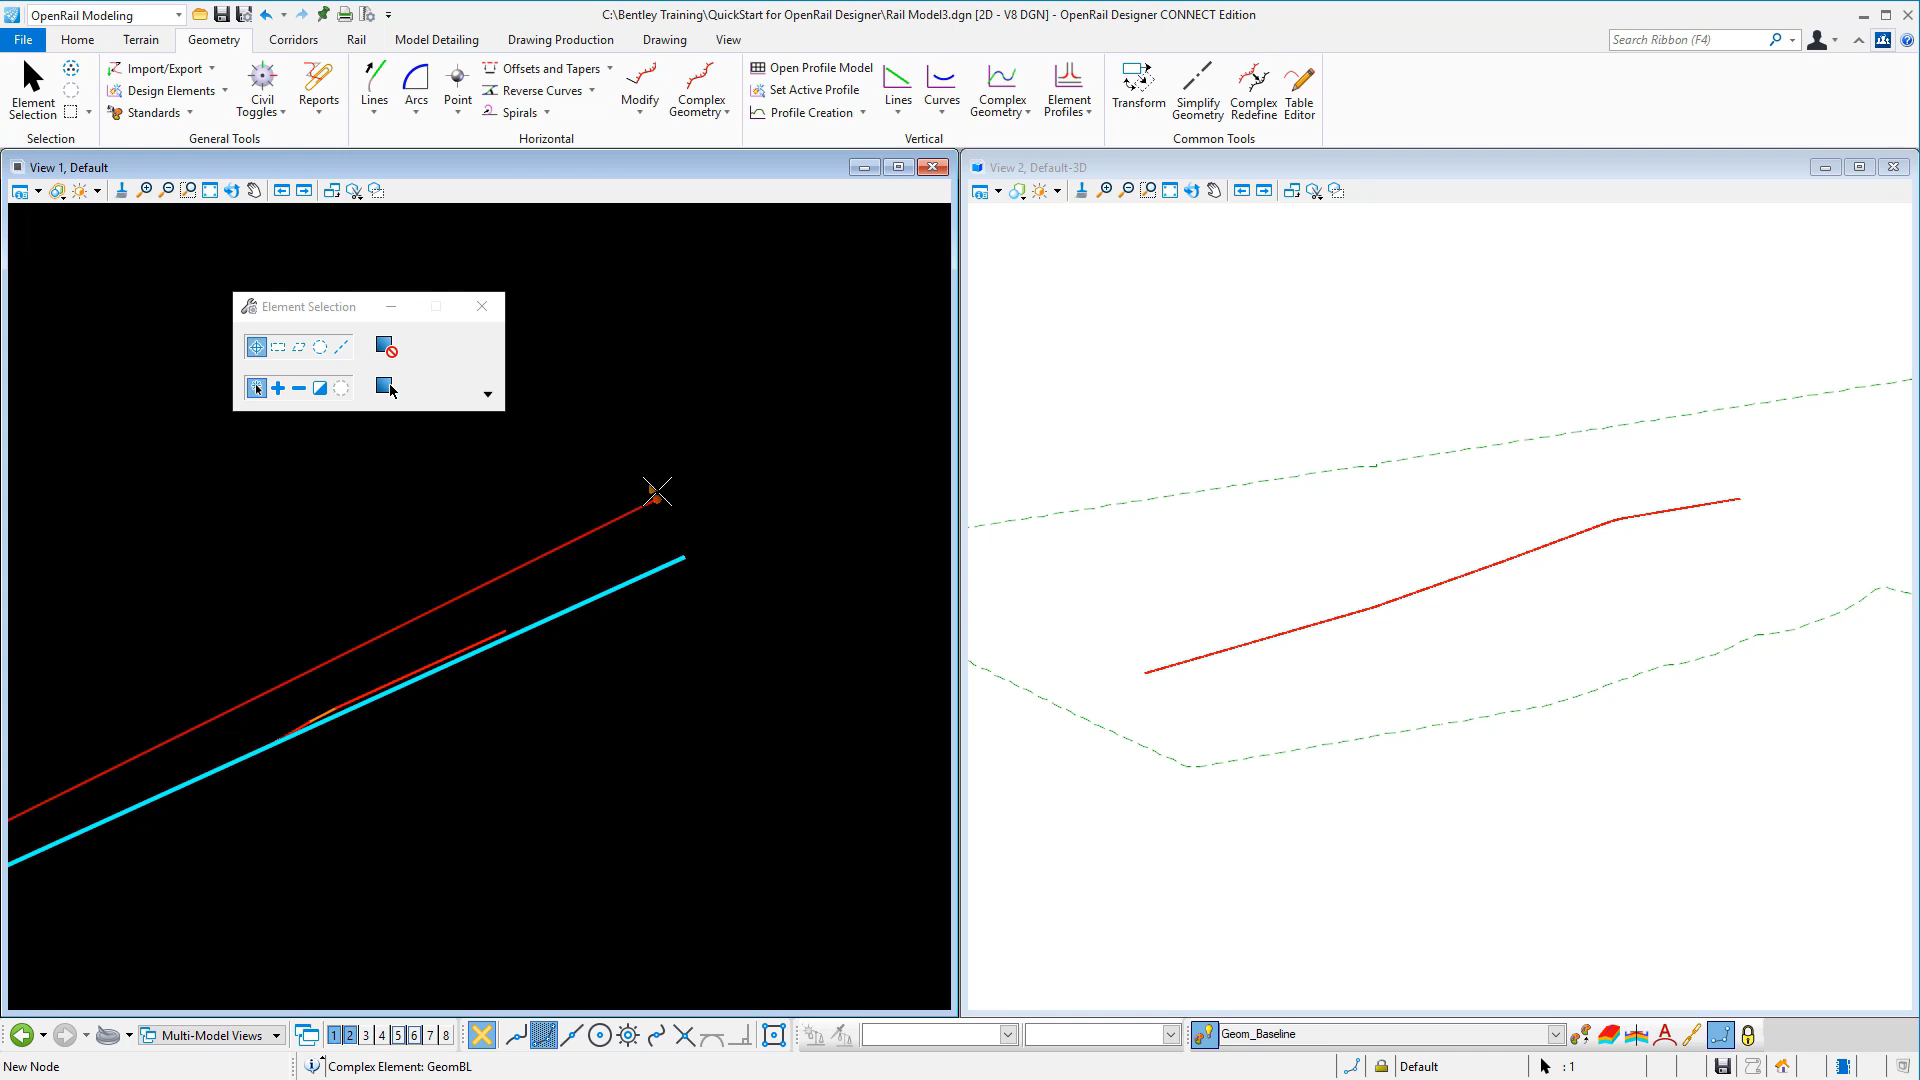 OpenRail Modeling
C:\Bentley Training\QuickStart for OpenRail Designer\Rail Model3.dgn [2D - V8 DGN] - OpenRail Designer CONNECT Edition
File Home Terrain Geometry Corridors Rail Model Detailing Drawing Production Drawing View
Search Ribbon (F4)
Element Selection
Selection
Import/Export
Design Elements
Standards
Civil Toggles
Reports
General Tools
Lines
Arcs
Point
Offsets and Tapers
Reverse Curves
Spirals
Modify
Complex Geometry
Horizontal
Open Profile Model
Set Active Profile
Profile Creation
Lines
Curves
Complex Geometry
Element Profiles
Vertical
Transform
Simplify Geometry
Complex Redefine
Table Editor
Common Tools
View 1, Default
View 2, Default-3D
Element Selection
Multi-Model Views
1 2 3 4 5 6 7 8
Geom_Baseline
New Node
Complex Element: GeomBL
Default
: 1